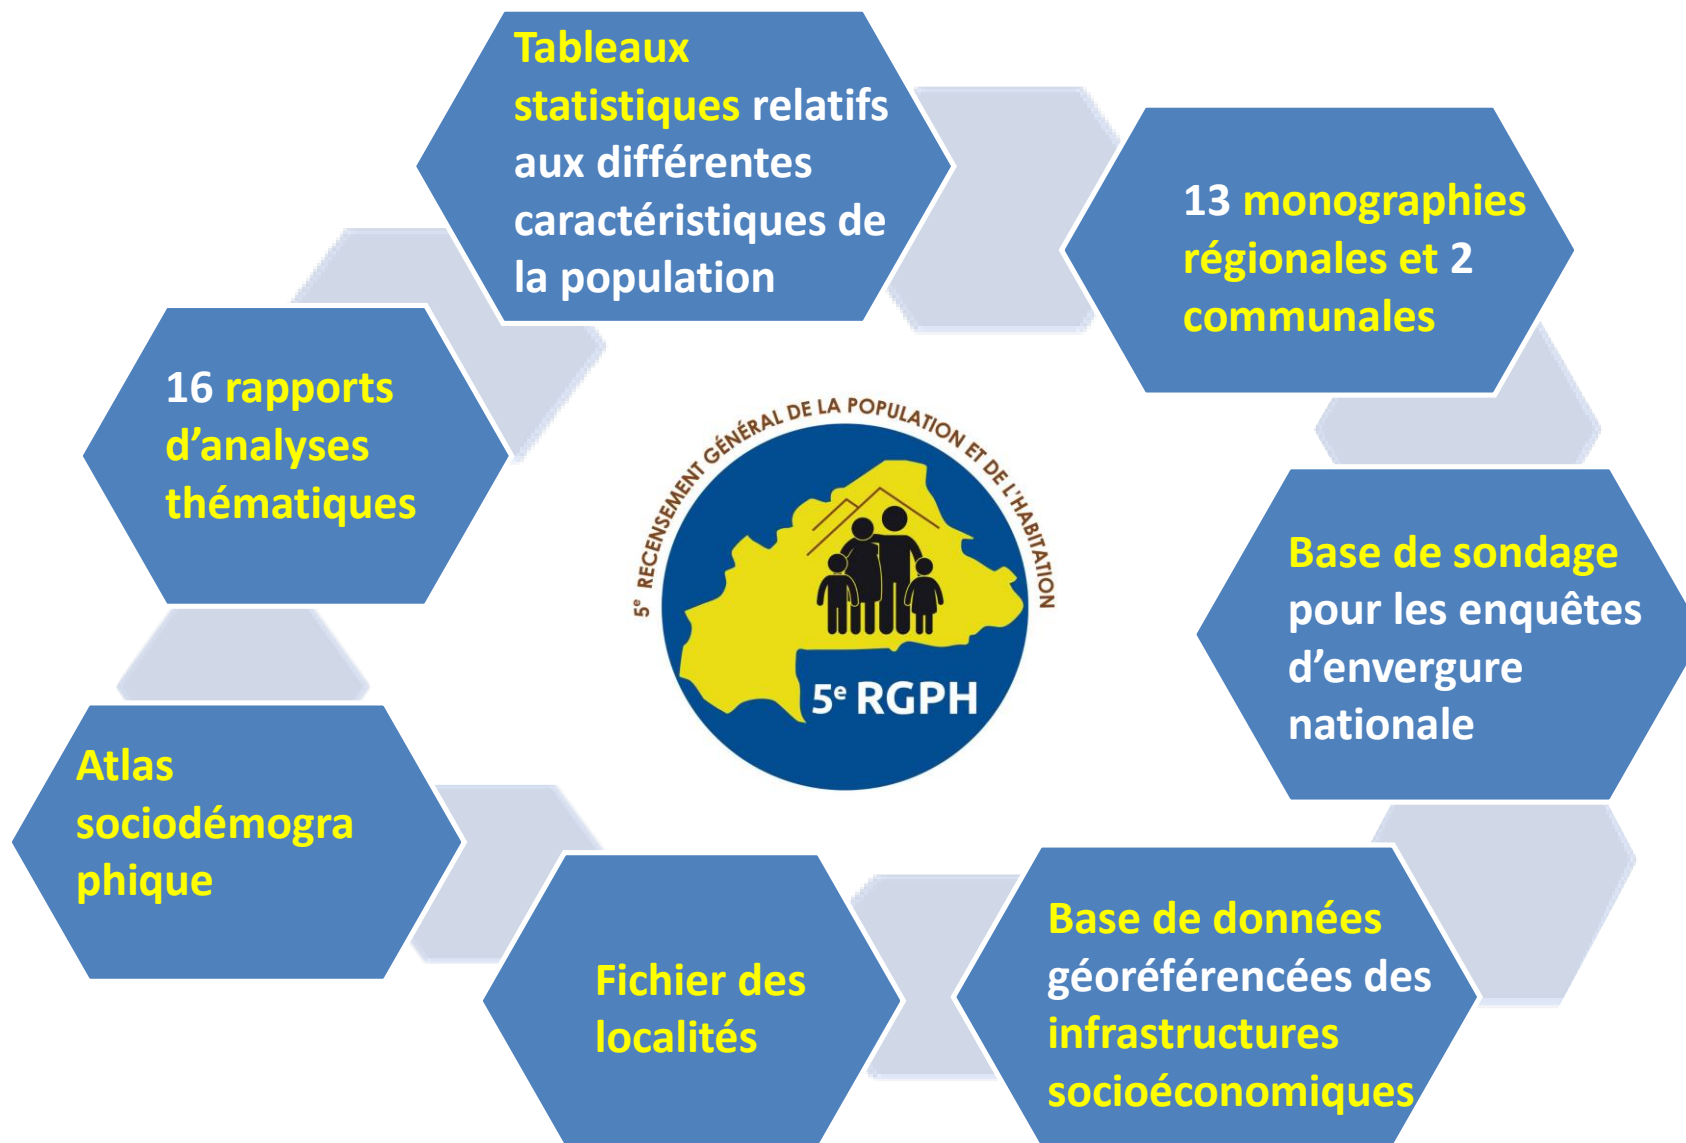 Tableaux
statistiques relatifs
aux différentes
caractéristiques de
la population
13 monographies
régionales et 2
communales
16 rapports
d’analyses
thématiques
5e RECENSEMENT GÉNÉRAL DE LA POPULATION ET DE L'HABITATION
5e RGPH
Base de sondage
pour les enquêtes
d’envergure
nationale
Atlas
sociodémogra
phique
Fichier des
localités
Base de données
géoréférencées des
infrastructures
socioéconomiques